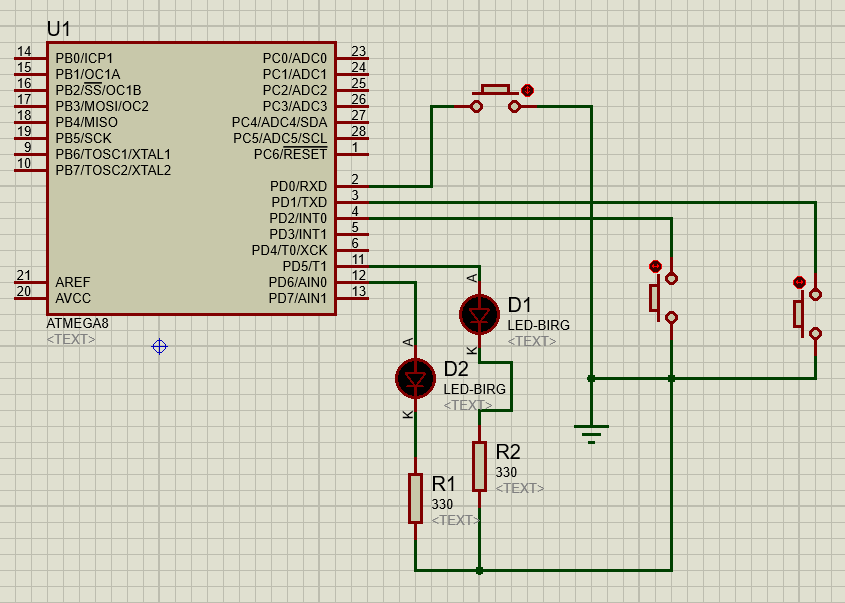 U1
14 PB0/ICP1 PC0/ADC0 23
15 PB1/OC1A PC1/ADC1 24
16 PB2/SS/OC1B PC2/ADC2 25
17 PB3/MOSI/OC2 PC3/ADC3 26
18 PB4/MISO PC4/ADC4/SDA 27
19 PB5/SCK PC5/ADC5/SCL 28
9 PB6/TOSC1/XTAL1 PC6/RESET 1
10 PB7/TOSC2/XTAL2
PD0/RXD 2
PD1/TXD 3
PD2/INT0 4
PD3/INT1 5
PD4/T0/XCK 6
PD5/T1 11
21 AREF PD6/AIN0 12
20 AVCC PD7/AIN1 13
ATMEGA8
<TEXT>
A
D1
LED-BIRG
<TEXT>
K
A
D2
LED-BIRG
<TEXT>
K
R2
330
<TEXT>
R1
330
<TEXT>